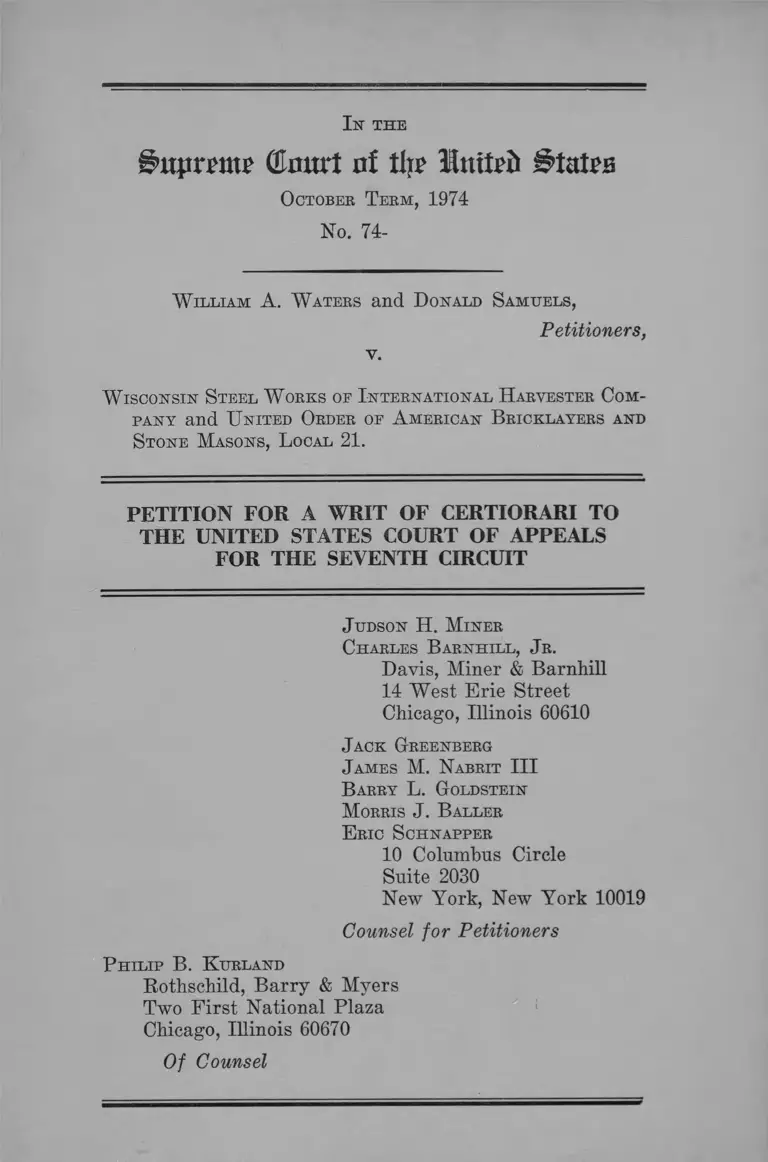 IN THE
Supreme Court of the United States
OCTOBER TERM, 1974
No. 74-
WILLIAM A. WATERS and DONALD SAMUELS,
Petitioners,
v.
WISCONSIN STEEL WORKS OF INTERNATIONAL HARVESTER COM-
PANY and UNITED ORDER OF AMERICAN BRICKLAYERS AND
STONE MASONS, LOCAL 21.
PETITION FOR A WRIT OF CERTIORARI TO
THE UNITED STATES COURT OF APPEALS
FOR THE SEVENTH CIRCUIT
JUDSON H. MINER
CHARLES BARNHILL, JR.
Davis, Miner & Barnhill
14 West Erie Street
Chicago, Illinois 60610
JACK GREENBERG
JAMES M. NABRIT III
BARRY L. GOLDSTEIN
MORRIS J. BALLER
ERIC SCHNAPPER
10 Columbus Circle
Suite 2030
New York, New York 10019
Counsel for Petitioners
PHILIP B. KURLAND
Rothschild, Barry & Myers
Two First National Plaza
Chicago, Illinois 60670
Of Counsel